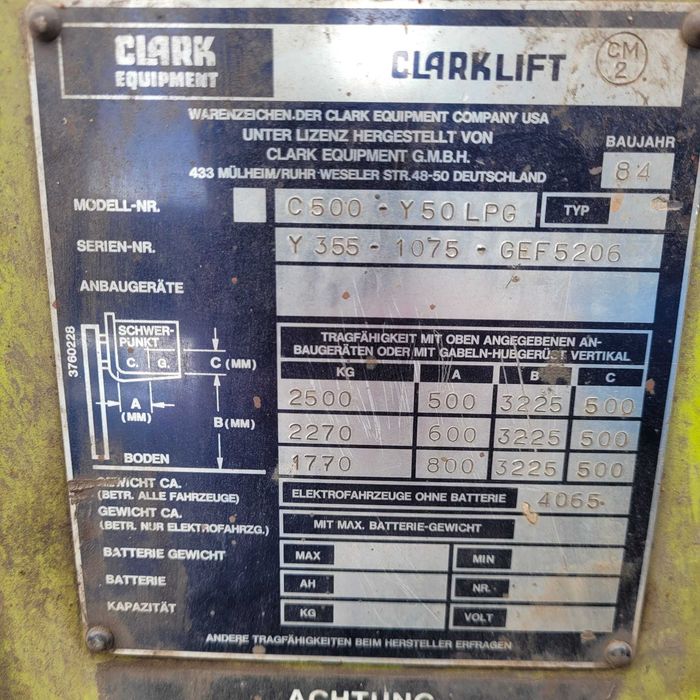 CLARK
EQUIPMENT
CLARKLIFT
CM
2
WARENZEICHEN.DER CLARK EQUIPMENT COMPANY USA
UNTER LIZENZ HERGESTELLT VON
CLARK EQUIPMENT G.M.B.H.
433 MÜLHEIM/RUHR WESELER STR.48-50 DEUTSCHLAND
BAUJAHR
84
MODELL-NR. C500 - Y50 LPG TYP
SERIEN-NR. Y 355 - 1075 - GEF5206
ANBAUGERÄTE
3760228
SCHWER-
PUNKT
C. G.
C (MM)
A
(MM)
B (MM)
BODEN
TRAGFÄHIGKEIT MIT OBEN ANGEGEBENEN AN-
BAUGERÄTEN ODER MIT GABELN-HUBGERÜST VERTIKAL
KG A B C
2500 500 3225 500
2270 600 3225 500
1770 800 3225 500
GEWICHT CA.
(BETR. ALLE FAHRZEUGE)
ELEKTROFAHRZEUGE OHNE BATTERIE 4065
GEWICHT CA.
(BETR. NUR ELEKTROFAHRZG.)
MIT MAX. BATTERIE-GEWICHT
BATTERIE GEWICHT MAX MIN
BATTERIE AH NR.
KAPAZITÄT KG VOLT
ANDERE TRAGFÄHIGKEITEN BEIM HERSTELLER ERFRAGEN
ACHTUNG